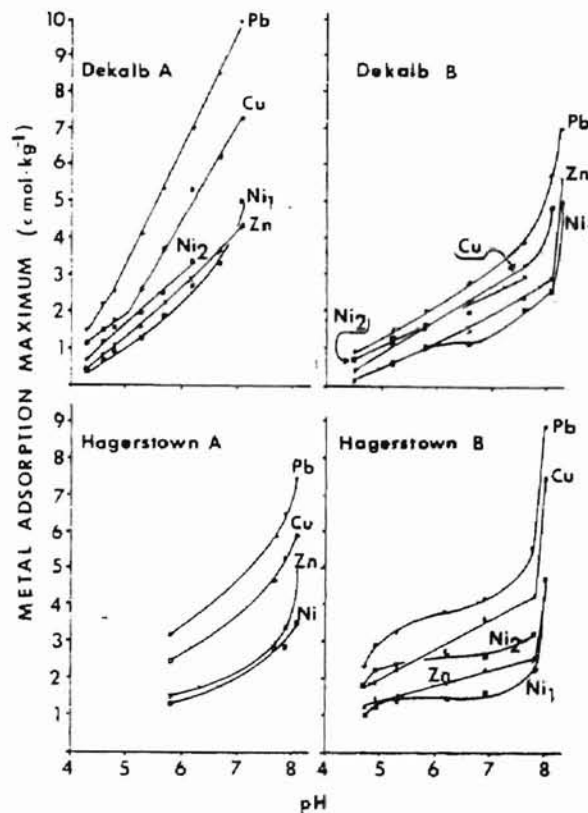 METAL ADSORPTION MAXIMUM (cmol·kg⁻¹)
10
9
8
7
6
5
4
3
2
1
Dekalb A
Pb
Cu
Ni₁
Zn
Ni₂
Dekalb B
Pb
Zn
Ni
Cu
Ni₂
9
8
7
6
5
4
3
2
1
Hagerstown A
Pb
Cu
Zn
Ni
Hagerstown B
Pb
Cu
Ni₂
Zn
Ni₁
4 5 6 7 8 4 5 6 7 8
pH